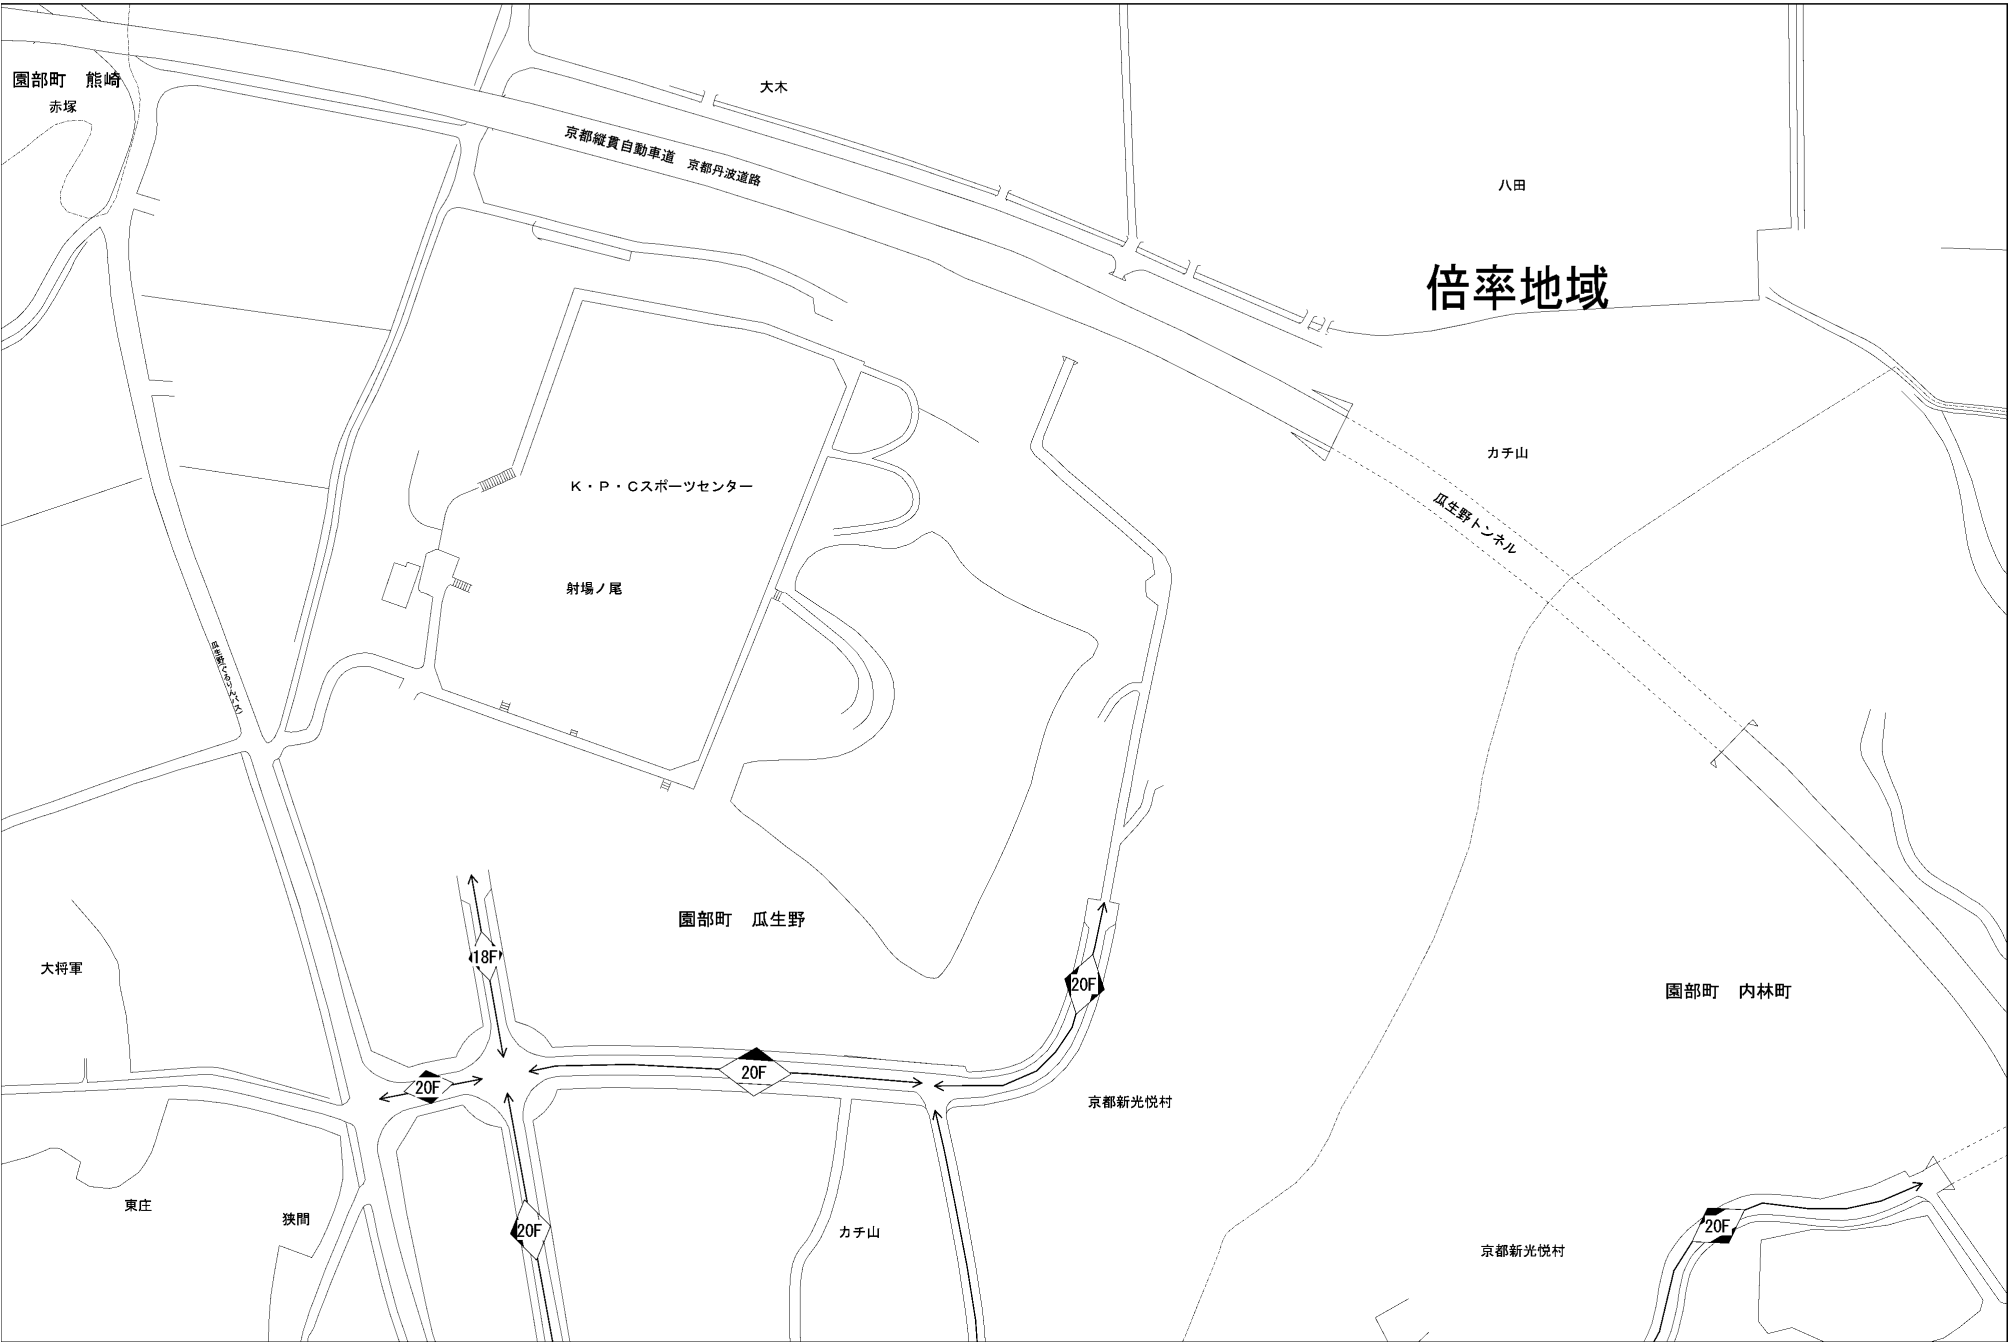 園部町　熊崎
赤塚
大木
京都縦貫自動車道　京都丹波道路
八田
倍率地域
カチ山
K・P・Cスポーツセンター
瓜生野トンネル
射場ノ尾
瓜生野(ぐるりんバス)
園部町　瓜生野
18F
大将軍
20F
園部町　内林町
20F
20F
京都新光悦村
東庄
狭間
20F
カチ山
20F
京都新光悦村